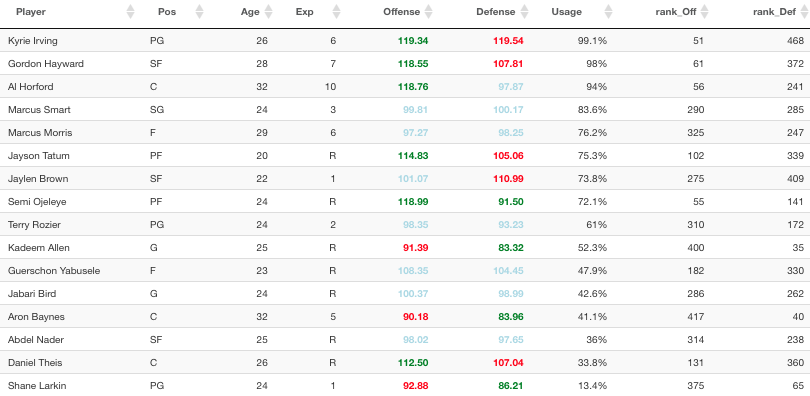 Player Pos Age Exp Offense Defense Usage rank_Off rank_Def
Kyrie Irving PG 26 6 119.34 119.54 99.1% 51 468
Gordon Hayward SF 28 7 118.55 107.81 98% 61 372
Al Horford C 32 10 118.76 97.87 94% 56 241
Marcus Smart SG 24 3 99.81 100.17 83.6% 290 285
Marcus Morris F 29 6 97.27 98.25 76.2% 325 247
Jayson Tatum PF 20 R 114.83 105.06 75.3% 102 339
Jaylen Brown SF 22 1 101.07 110.99 73.8% 275 409
Semi Ojeleye PF 24 R 118.99 91.50 72.1% 55 141
Terry Rozier PG 24 2 98.35 93.23 61% 310 172
Kadeem Allen G 25 R 91.39 83.32 52.3% 400 35
Guerschon Yabusele F 23 R 108.35 104.45 47.9% 182 330
Jabari Bird G 24 R 100.37 98.99 42.6% 286 262
Aron Baynes C 32 5 90.18 83.96 41.1% 417 40
Abdel Nader SF 25 R 98.02 97.65 36% 314 238
Daniel Theis C 26 R 112.50 107.04 33.8% 131 360
Shane Larkin PG 24 1 92.88 86.21 13.4% 375 65